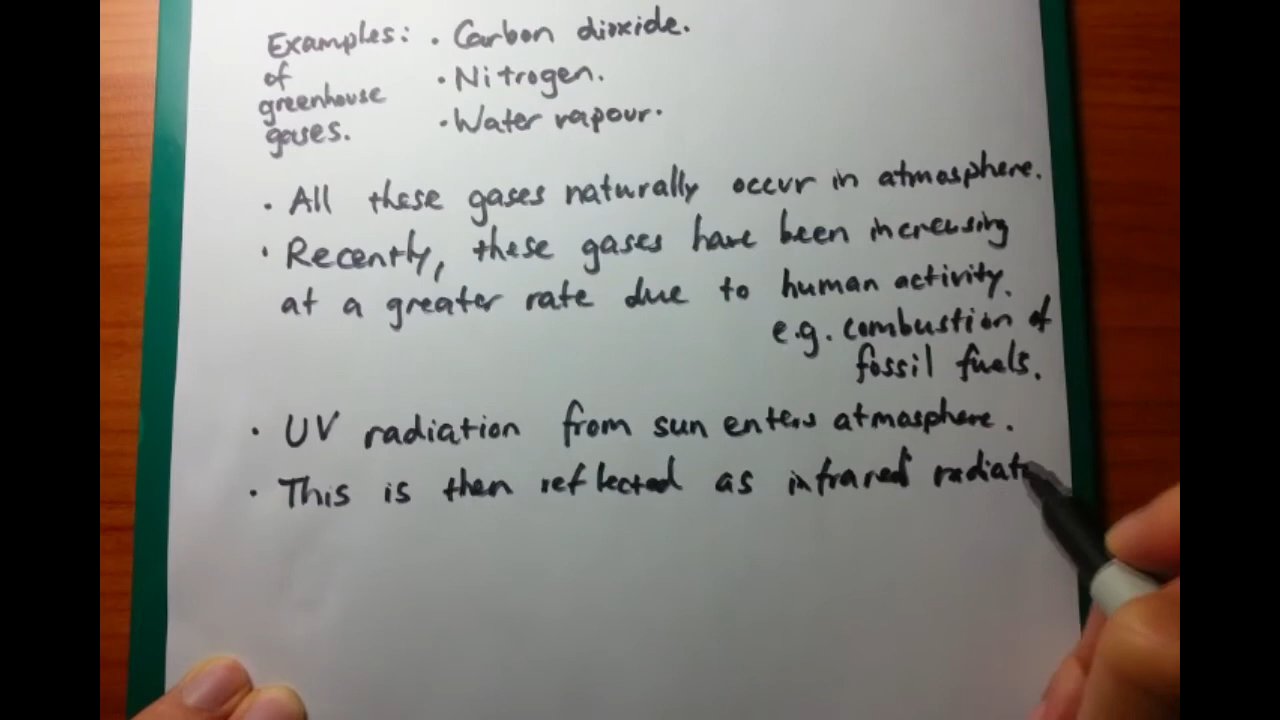 Examples: • Carbon dioxide.
of • Nitrogen.
greenhouse
gases. • Water vapour.
• All these gases naturally occur in atmosphere.
• Recently, these gases have been increasing
at a greater rate due to human activity.
e.g. combustion of
fossil fuels.
• UV radiation from sun enters atmosphere.
• This is then reflected as infrared radiat